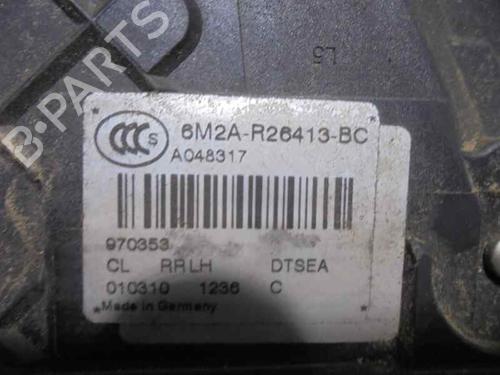 L5
CCC S 6M2A-R26413-BC
A048317
970353
CL RR LH DTSEA
010310 1236 C
Made in Germany
B-PARTS